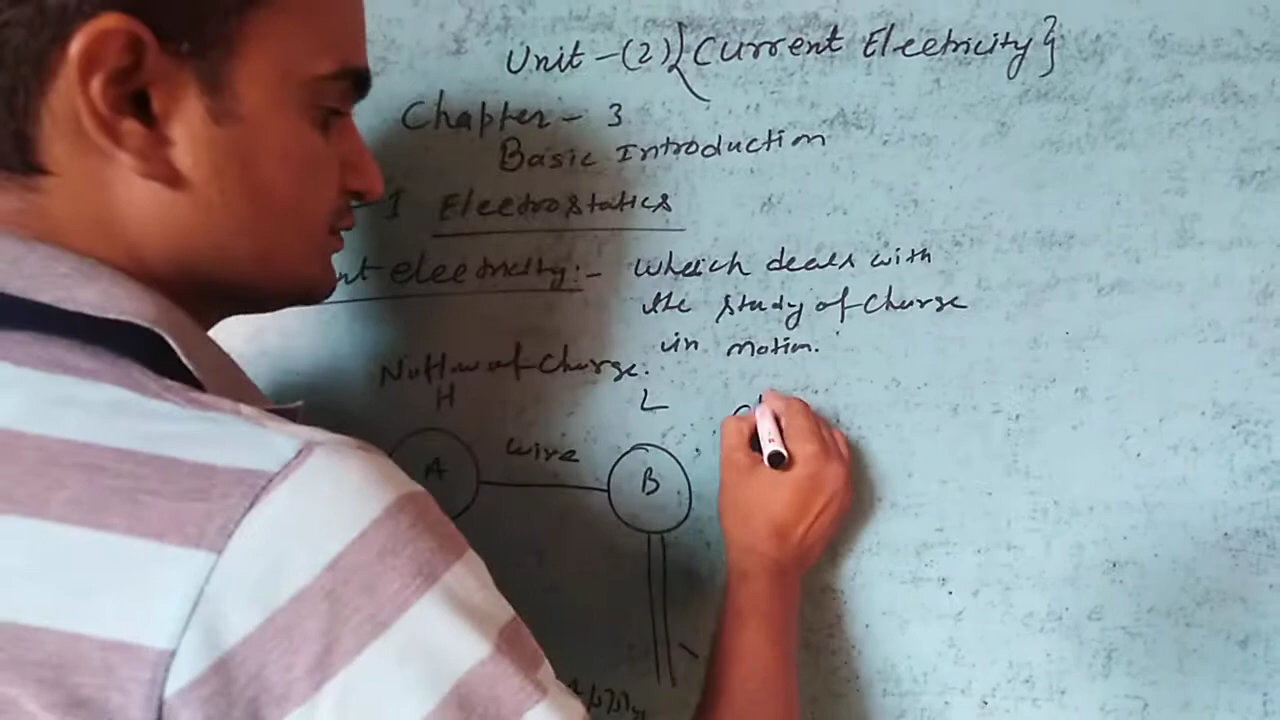 Unit -(2){Current Electricity}
Chapter - 3
Basic Introduction
- I Electrostatics
nt electricity :- Which deals with
the study of Charge
in motion.
of Charge.
H L
A wire B